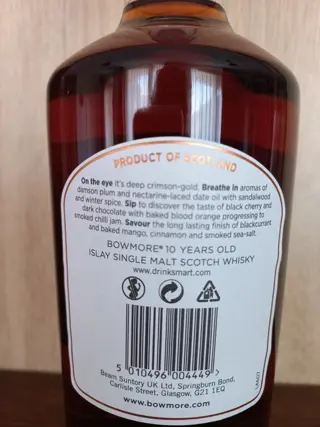 PRODUCT OF SCOTLAND
On the eye it's deep crimson-gold. Breathe in aromas of
damson plum and nectarine-laced date oil with sandalwood
and winter spice. Sip to discover the taste of black cherry and
dark chocolate with baked blood orange progressing to
smoked chilli jam. Savour the long lasting finish of blackcurrant
and baked mango, cinnamon and smoked sea-salt.
BOWMORE® 10 YEARS OLD
ISLAY SINGLE MALT SCOTCH WHISKY
www.drinksmart.com
5 010496 004449 >
Beam Suntory UK Ltd, Springburn Bond,
Carlisle Street, Glasgow, G21 1EQ
www.bowmore.com